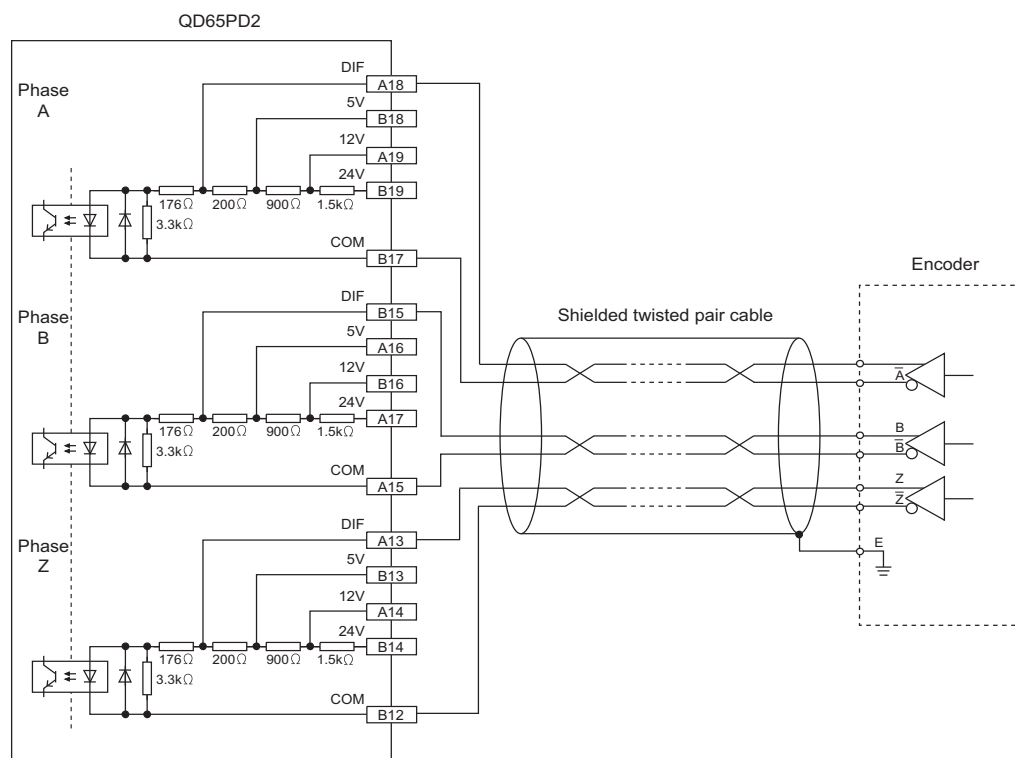 QD65PD2
Phase
A
DIF
A18
5V
B18
12V
A19
24V
B19
176Ω
200Ω
900Ω
1.5kΩ
3.3kΩ
COM
B17
Phase
B
DIF
B15
5V
A16
12V
B16
24V
A17
176Ω
200Ω
900Ω
1.5kΩ
3.3kΩ
COM
A15
Phase
Z
DIF
A13
5V
B13
12V
A14
24V
B14
176Ω
200Ω
900Ω
1.5kΩ
3.3kΩ
COM
B12
Shielded twisted pair cable
Encoder
A̅
B
B̅
Z
Z̅
E